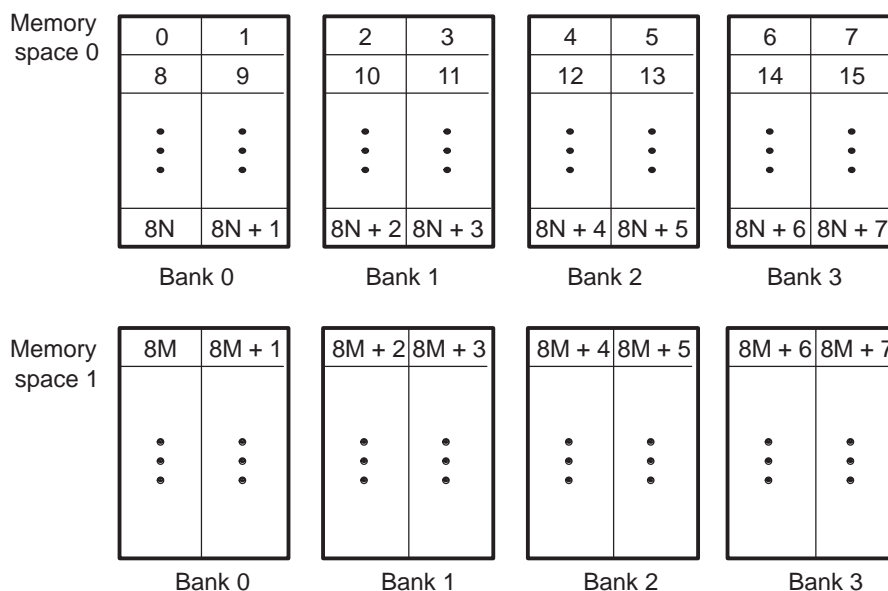 Memory
space 0
0 1 2 3 4 5 6 7
8 9 10 11 12 13 14 15
8N 8N + 1 8N + 2 8N + 3 8N + 4 8N + 5 8N + 6 8N + 7
Bank 0 Bank 1 Bank 2 Bank 3
Memory
space 1
8M 8M + 1 8M + 2 8M + 3 8M + 4 8M + 5 8M + 6 8M + 7
Bank 0 Bank 1 Bank 2 Bank 3